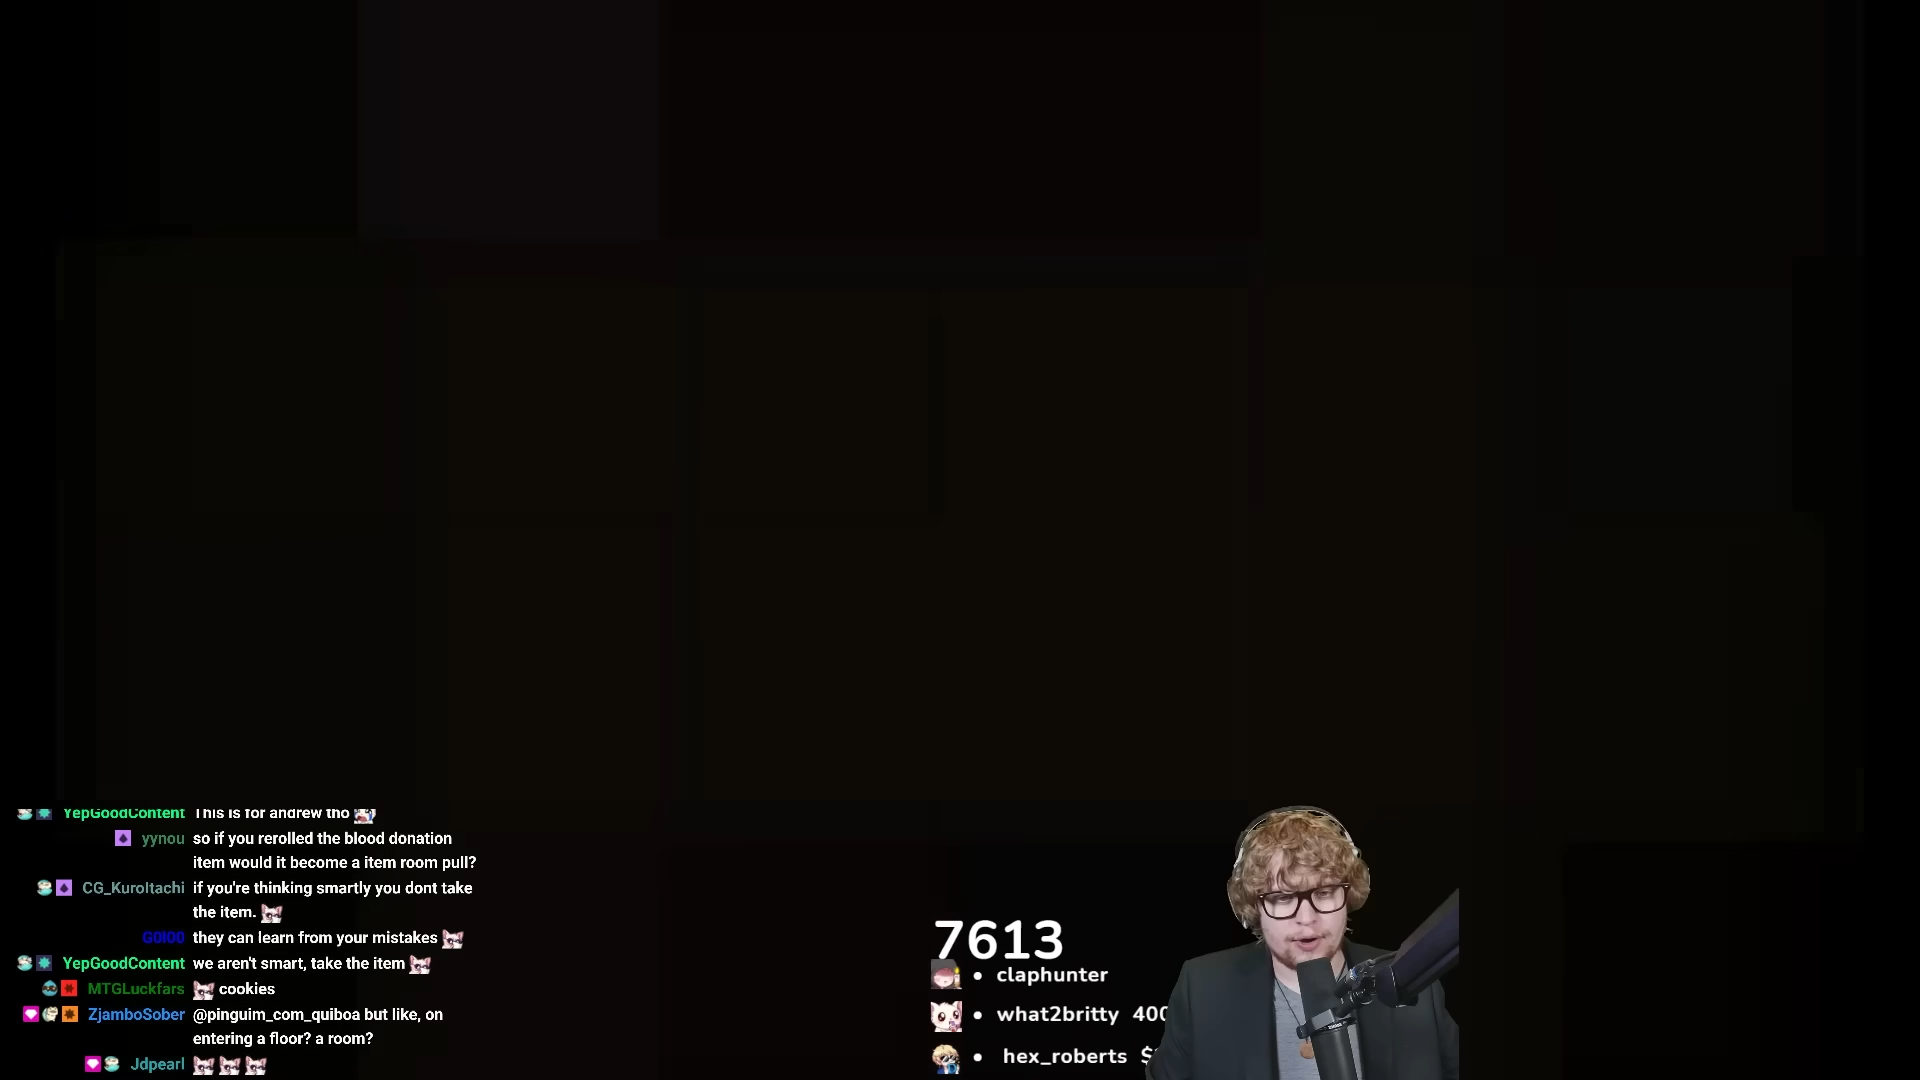 YepGoodContent This is for andrew tho
yynou so if you rerolled the blood donation
item would it become a item room pull?
CG_KuroItachi if you're thinking smartly you dont take
the item.
G0l00 they can learn from your mistakes
YepGoodContent we aren't smart, take the item
MTGLuckfars cookies
ZjamboSober @pinguim_com_quiboa but like, on
entering a floor? a room?
Jdpearl
7613
• claphunter
• what2britty 400
• hex_roberts $